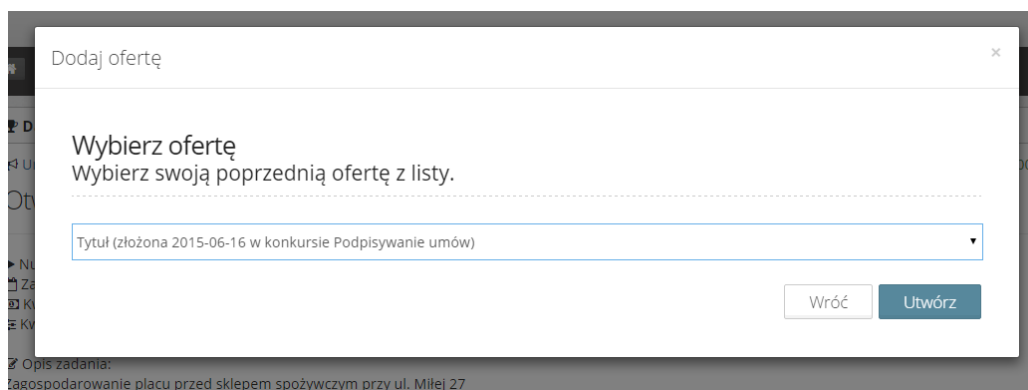 Dodaj ofertę
×
Wybierz ofertę
Wybierz swoją poprzednią ofertę z listy.
Tytuł (złożona 2015-06-16 w konkursie Podpisywanie umów)
Wróć
Utwórz
Opis zadania:
Zagospodarowanie placu przed sklepem spożywczym przy ul. Miłej 27